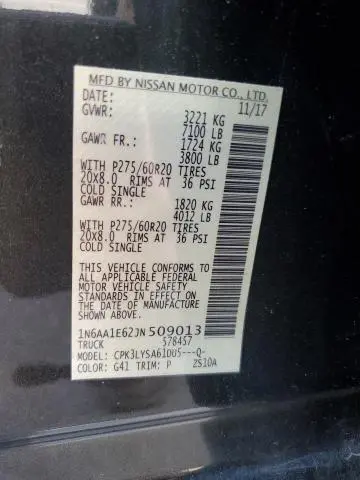 MFD BY NISSAN MOTOR CO., LTD.
DATE: 11/17
GVWR: 3221 KG
7100 LB
GAWR FR.: 1724 KG
3800 LB
WITH P275/60R20 TIRES
20X8.0 RIMS AT 36 PSI
COLD SINGLE
GAWR RR.: 1820 KG
4012 LB
WITH P275/60R20 TIRES
20X8.0 RIMS AT 36 PSI
COLD SINGLE
THIS VEHICLE CONFORMS TO
ALL APPLICABLE FEDERAL
MOTOR VEHICLE SAFETY
STANDARDS IN EFFECT ON THE
DATE OF MANUFACTURE SHOWN
ABOVE.
1N6AA1E62JN509013
TRUCK 578457
MODEL: CPK3LYSA61UU5---Q-
COLOR: G41 TRIM: P ZS10A